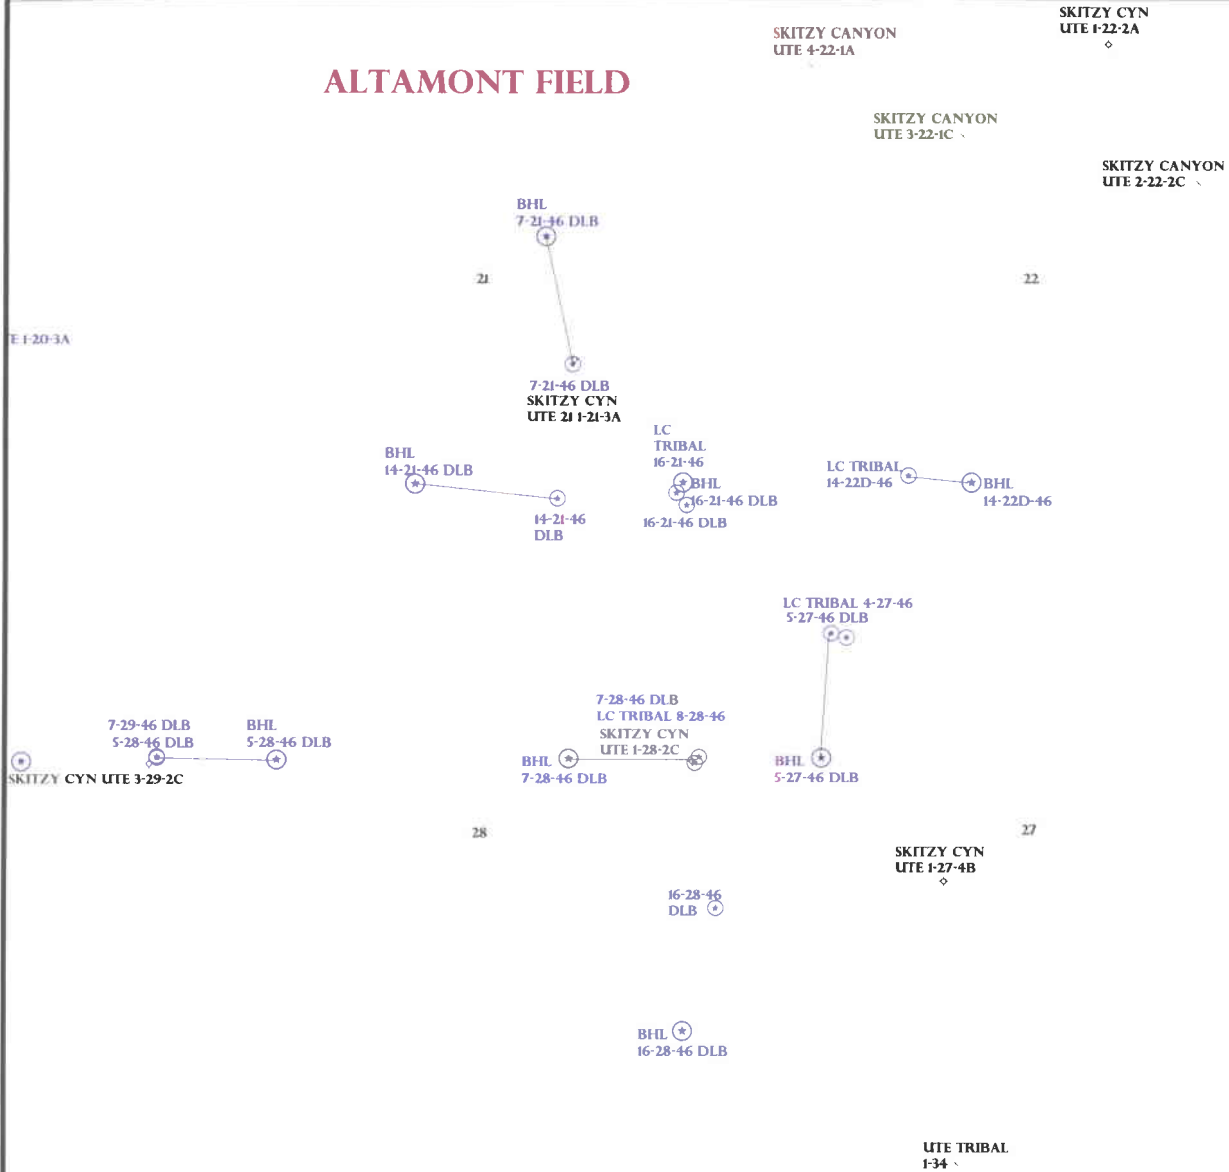 SKITZY CYN
UTE 1-22-2A
SKITZY CANYON
UTE 4-22-1A
ALTAMONT FIELD
SKITZY CANYON
UTE 3-22-1C
SKITZY CANYON
UTE 2-22-2C
BHL
7-21-46 DLB
21
22
E 1-20-3A
7-21-46 DLB
SKITZY CYN
UTE 21 1-21-3A
LC
TRIBAL
16-21-46
BHL
14-21-46 DLB
LC TRIBAL
14-22D-46
BHL
16-21-46 DLB
BHL
14-22D-46
14-21-46
DLB
16-21-46 DLB
LC TRIBAL 4-27-46
5-27-46 DLB
7-28-46 DLB
LC TRIBAL 8-28-46
SKITZY CYN
UTE 1-28-2C
7-29-46 DLB
5-28-46 DLB
BHL
5-28-46 DLB
BHL
7-28-46 DLB
BHL
5-27-46 DLB
SKITZY CYN UTE 3-29-2C
28
27
SKITZY CYN
UTE 1-27-4B
16-28-46
DLB
BHL
16-28-46 DLB
UTE TRIBAL
1-34